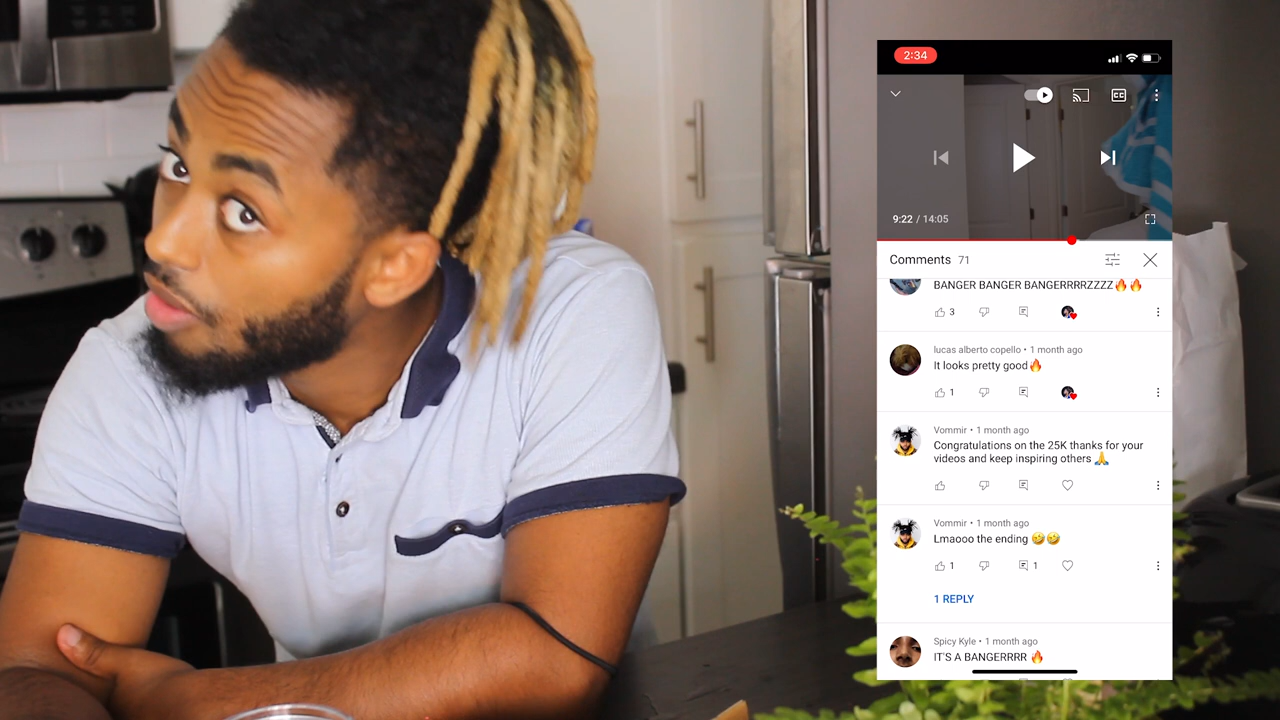 2:34
CC
9:22 / 14:05
Comments 71
BANGER BANGER BANGERRRRZZZZ🔥🔥
3
lucas alberto copello • 1 month ago
It looks pretty good🔥
1
Vommir • 1 month ago
Congratulations on the 25K thanks for your
videos and keep inspiring others 🙏
Vommir • 1 month ago
Lmaooo the ending 🤣🤣
1 1
1 REPLY
Spicy Kyle • 1 month ago
IT'S A BANGERRRR 🔥